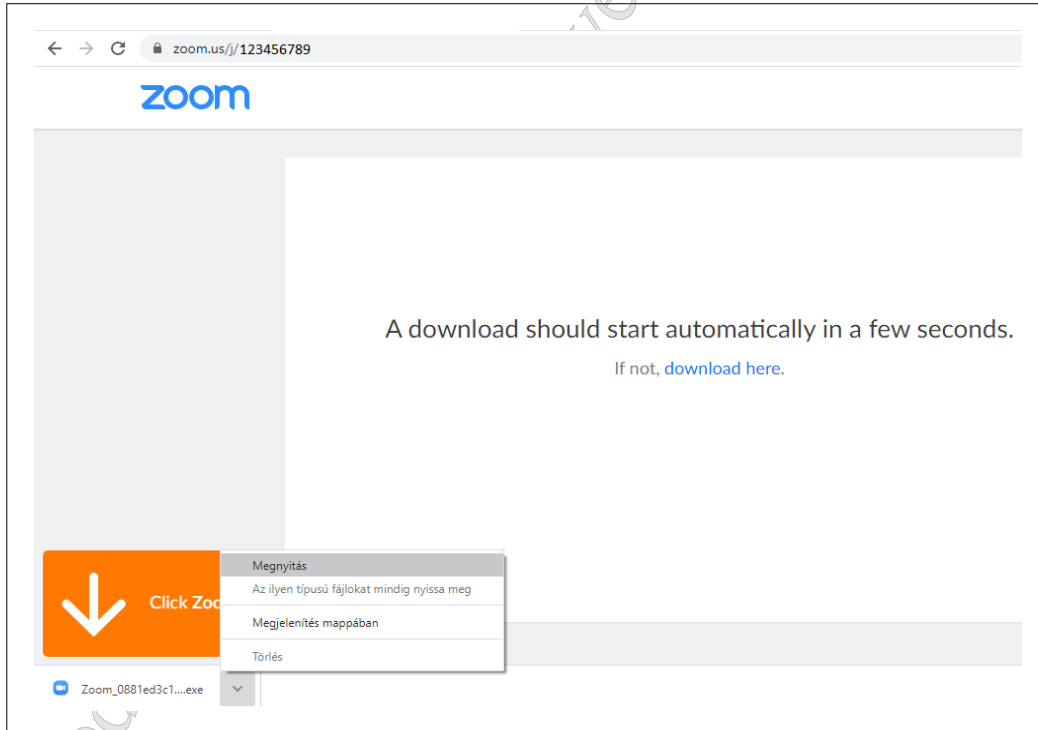 zoom.us/j/123456789
zoom
A download should start automatically in a few seconds.
If not, download here.
Click Zoo
Megnyitás
Az ilyen típusú fájlokat mindig nyissa meg
Megjelenítés mappában
Törlés
Zoom_0881ed3c1....exe